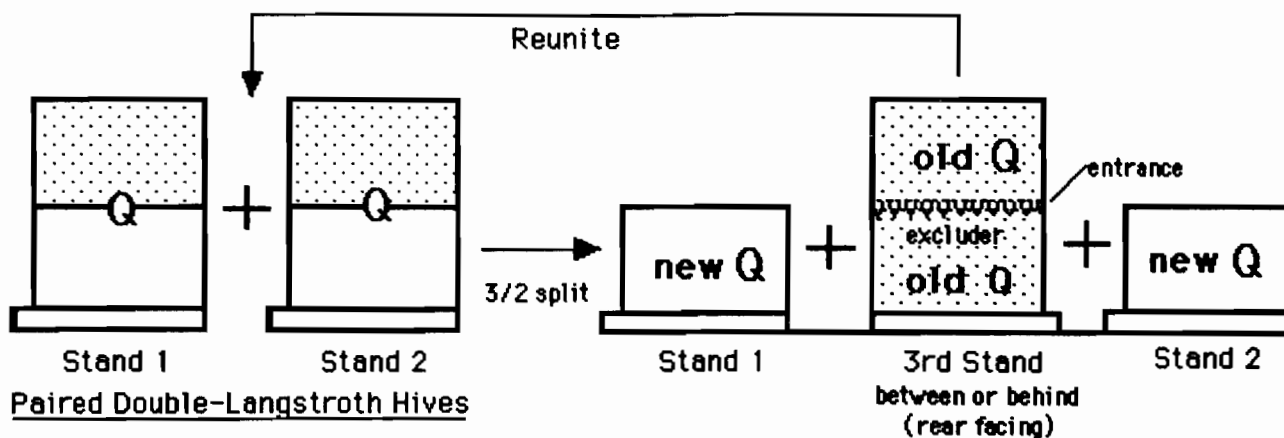 Reunite
Q
Q
old Q
entrance
excluder
new Q
old Q
new Q
3/2 split
Stand 1
Stand 2
Stand 1
3rd Stand
Stand 2
Paired Double-Langstroth Hives
between or behind
(rear facing)